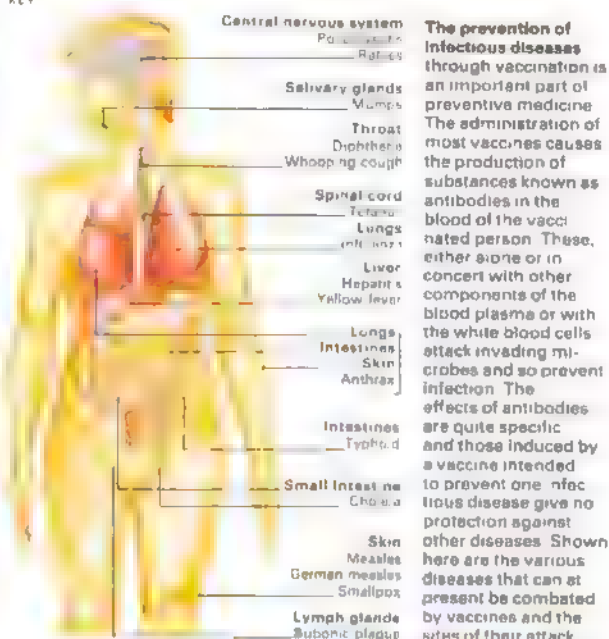 KEY
Central nervous system
Rabies
Salivary glands
Mumps
Throat
Diphtheria
Whooping cough
Spinal cord
Tetanus
Lungs
Influenza
Liver
Hepatitis
Yellow fever
Lungs
Intestines
Skin
Anthrax
Intestines
Typhoid
Small Intestine
Cholera
Skin
Measles
German measles
Smallpox
Lymph glands
Bubonic plague
The prevention of
infectious diseases
through vaccination is
an important part of
preventive medicine
The administration of
most vaccines causes
the production of
substances known as
antibodies in the
blood of the vacci
nated person These,
either alone or in
concert with other
components of the
blood plasma or with
the white blood cells
attack invading mi-
crobes and so prevent
infection The
effects of antibodies
are quite specific
and those induced by
a vaccine intended
to prevent one infec
tious disease give no
protection against
other diseases Shown
here are the various
diseases that can at
present be combated
by vaccines and the
sites of their attack